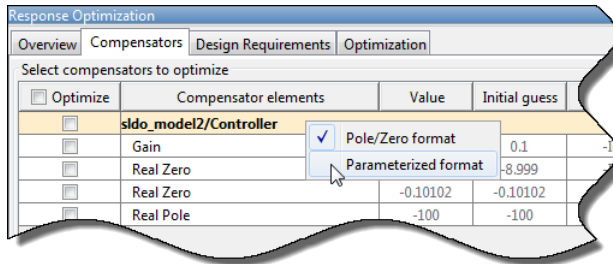 Response Optimization
Overview Compensators Design Requirements Optimization
Select compensators to optimize
Optimize Compensator elements Value Initial guess
sldo_model2/Controller
Pole/Zero format
Gain 0.1
Parameterized format
Real Zero -8.999
Real Zero -0.10102 -0.10102
Real Pole -100 -100